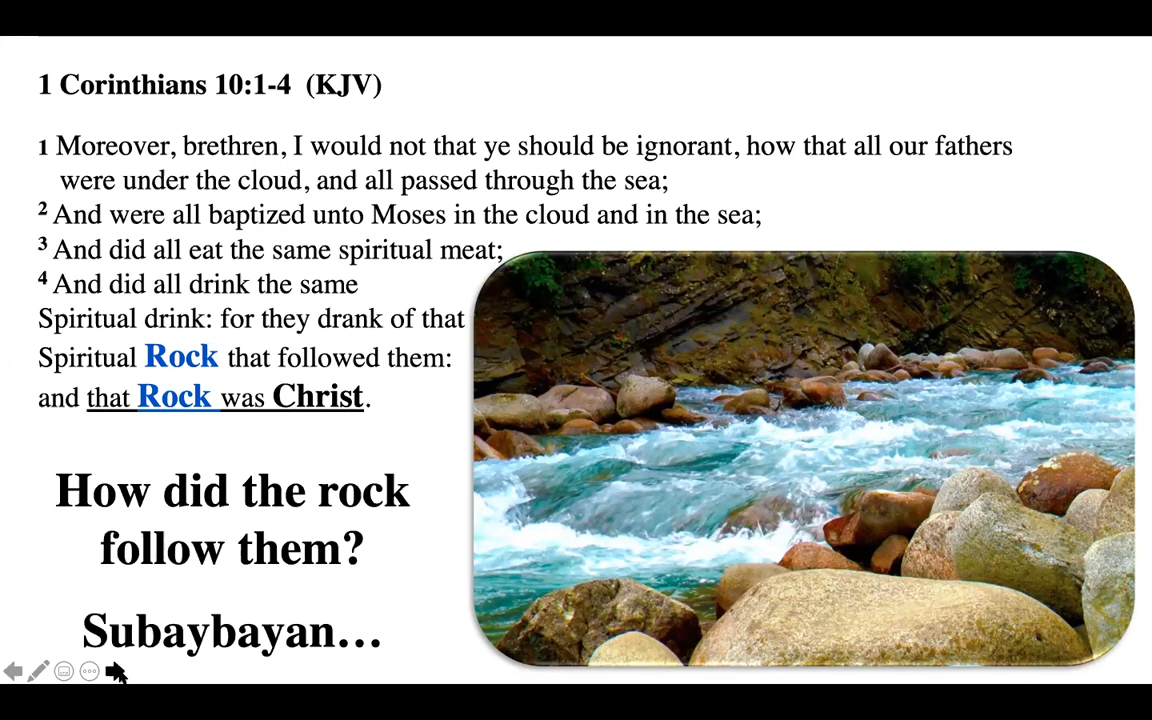 1 Corinthians 10:1-4 (KJV)
1 Moreover, brethren, I would not that ye should be ignorant, how that all our fathers
were under the cloud, and all passed through the sea;
2 And were all baptized unto Moses in the cloud and in the sea;
3 And did all eat the same spiritual meat;
4 And did all drink the same
Spiritual drink: for they drank of that
Spiritual Rock that followed them:
and that Rock was Christ.
How did the rock
follow them?
Subaybayan…